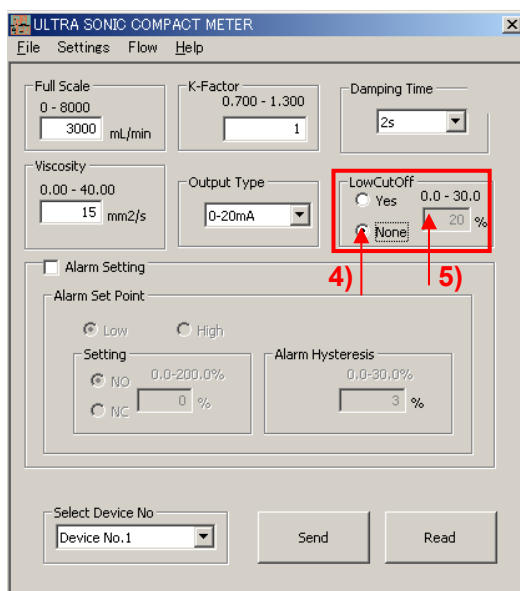 ULTRA SONIC COMPACT METER
File Settings Flow Help
Full Scale
0 - 8000
3000 mL/min
K-Factor
0.700 - 1.300
1
Damping Time
2s
Viscosity
0.00 - 40.00
15 mm2/s
Output Type
0-20mA
LowCutOff
Yes 0.0 - 30.0
None 20 %
4) 5)
Alarm Setting
Alarm Set Point
Low High
Setting
NO 0.0-200.0%
NC 0 %
Alarm Hysteresis
0.0-30.0%
3 %
Select Device No
Device No.1
Send
Read